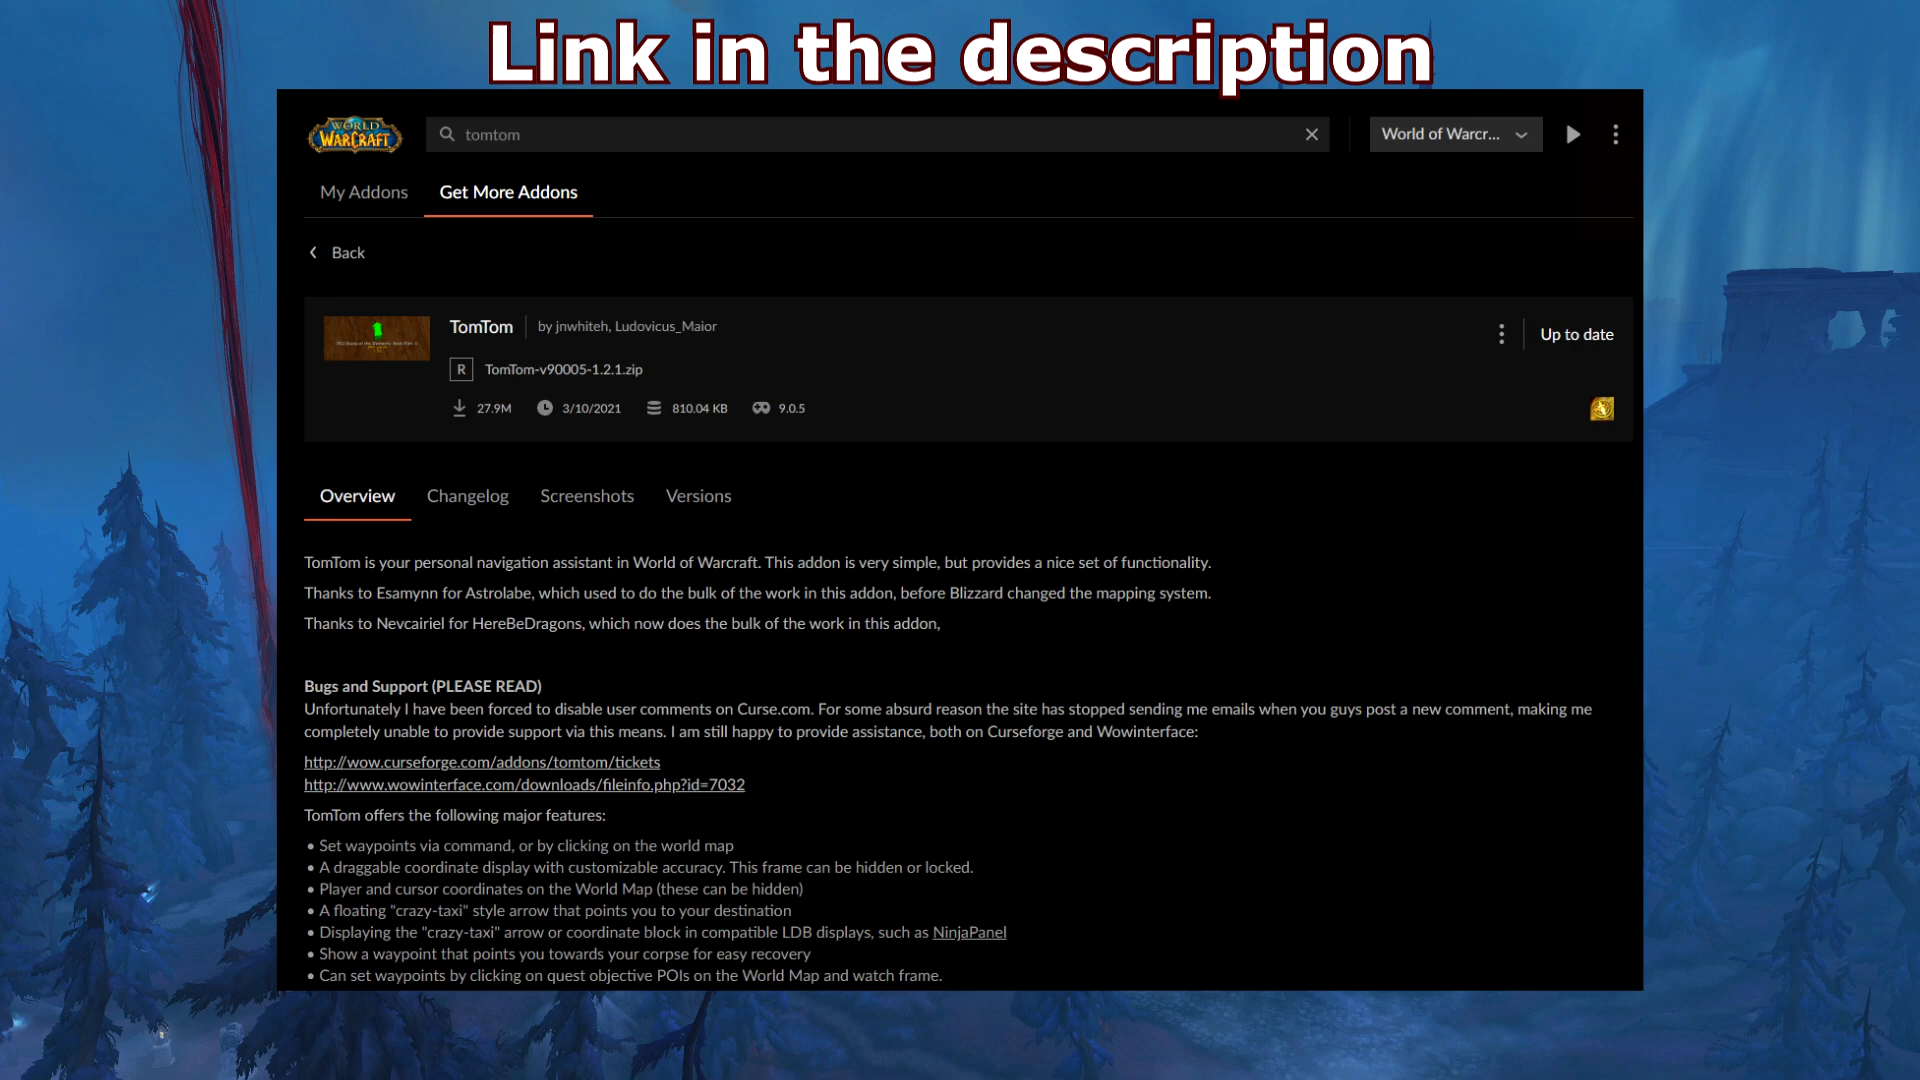 Link in the description
WORLD
WARCRAFT
tomtom
World of Warcr...
My Addons
Get More Addons
Back
TomTom
by jnwhiteh, Ludovicus_Maior
Up to date
R
TomTom-v90005-1.2.1.zip
27.9M
3/10/2021
810.04 KB
9.0.5
Overview
Changelog
Screenshots
Versions
TomTom is your personal navigation assistant in World of Warcraft. This addon is very simple, but provides a nice set of functionality.
Thanks to Esamynn for Astrolabe, which used to do the bulk of the work in this addon, before Blizzard changed the mapping system.
Thanks to Nevcairiel for HereBeDragons, which now does the bulk of the work in this addon,
Bugs and Support (PLEASE READ)
Unfortunately I have been forced to disable user comments on Curse.com. For some absurd reason the site has stopped sending me emails when you guys post a new comment, making me
completely unable to provide support via this means. I am still happy to provide assistance, both on Curseforge and Wowinterface:
http://wow.curseforge.com/addons/tomtom/tickets
http://www.wowinterface.com/downloads/fileinfo.php?id=7032
TomTom offers the following major features:
• Set waypoints via command, or by clicking on the world map
• A draggable coordinate display with customizable accuracy. This frame can be hidden or locked.
• Player and cursor coordinates on the World Map (these can be hidden)
• A floating "crazy-taxi" style arrow that points you to your destination
• Displaying the "crazy-taxi" arrow or coordinate block in compatible LDB displays, such as NinjaPanel
• Show a waypoint that points you towards your corpse for easy recovery
• Can set waypoints by clicking on quest objective POIs on the World Map and watch frame.